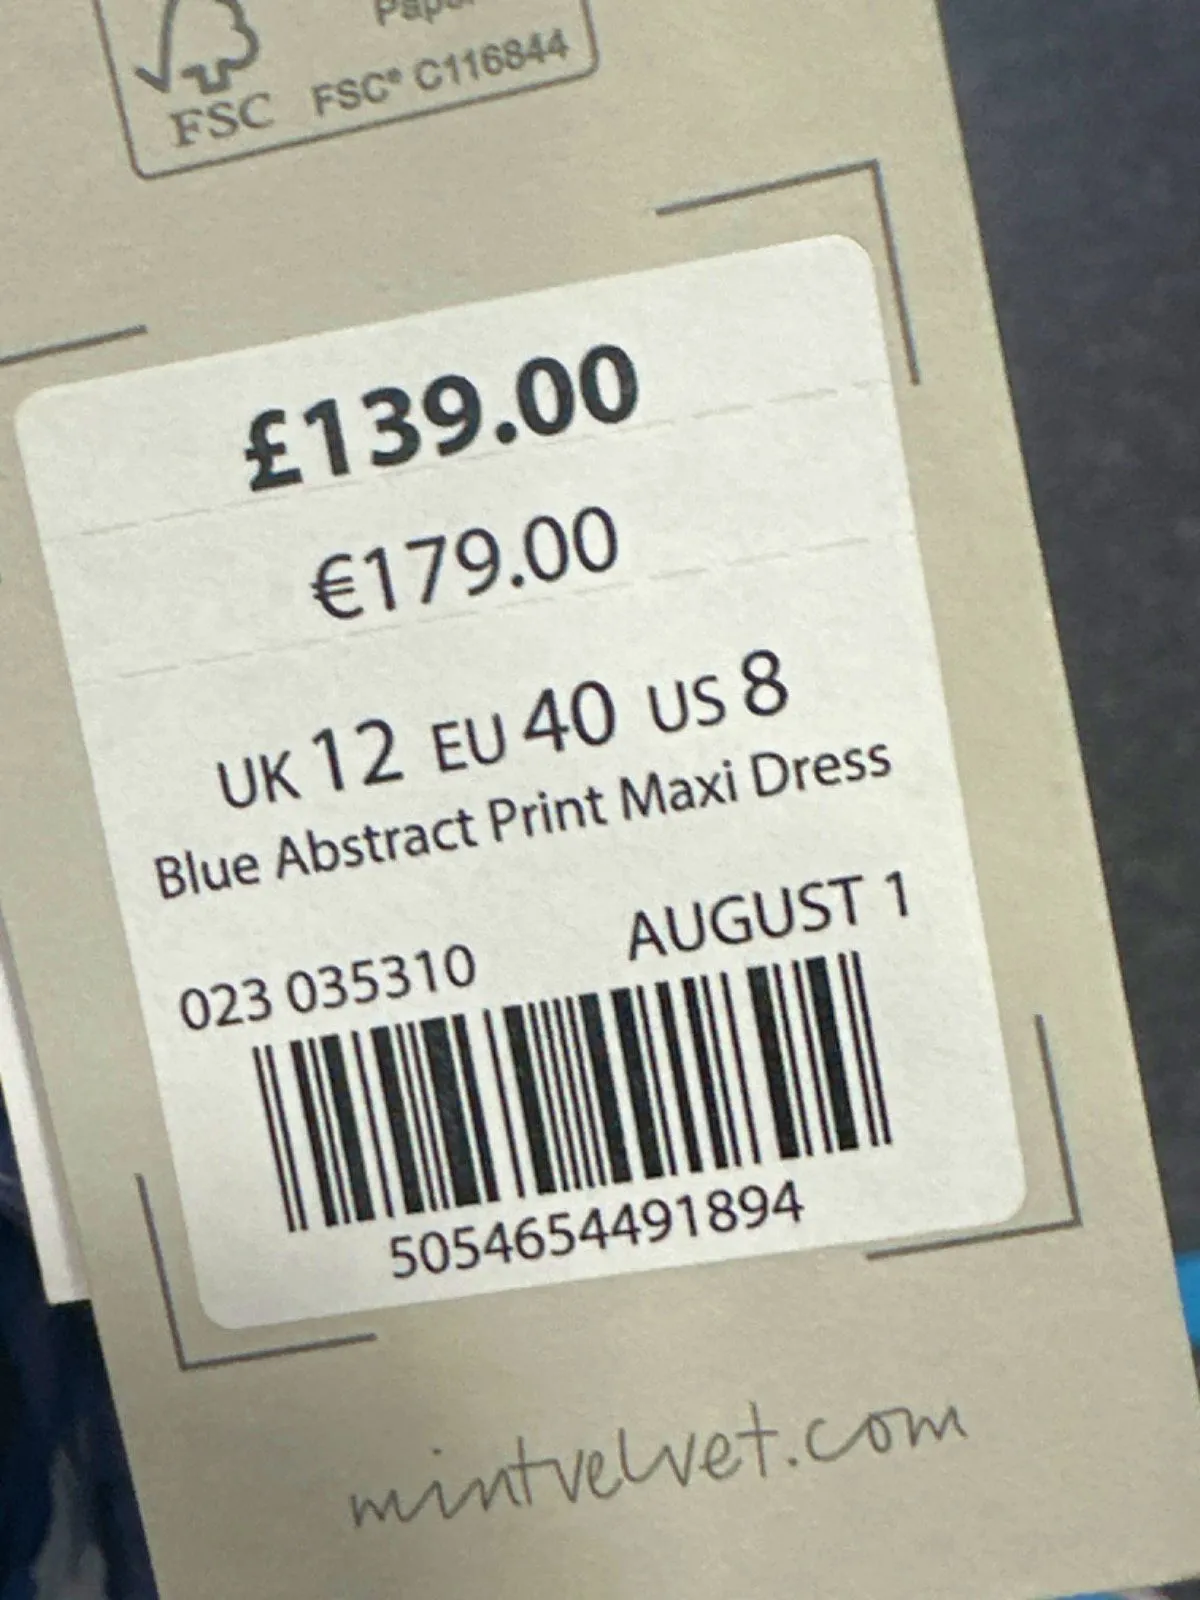 FSC
FSC® C116844
£139.00
€179.00
UK 12 EU 40 US 8
Blue Abstract Print Maxi Dress
023 035310 AUGUST 1
5054654491894
mintvelvet.com